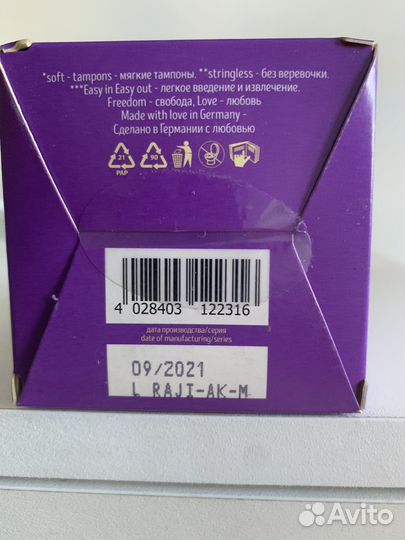 *soft - tampons - мягкие тампоны. **stringless - без веревочки.
***Easy in Easy out - легкое введение и извлечение.
Freedom - свобода, Love - любовь
Made with love in Germany -
Сделано в Германии с любовью
21 90
PAP
4 028403 122316
дата производства/серия
date of manufacturing/series
09/2021
L RAJI-AK-M
Avito